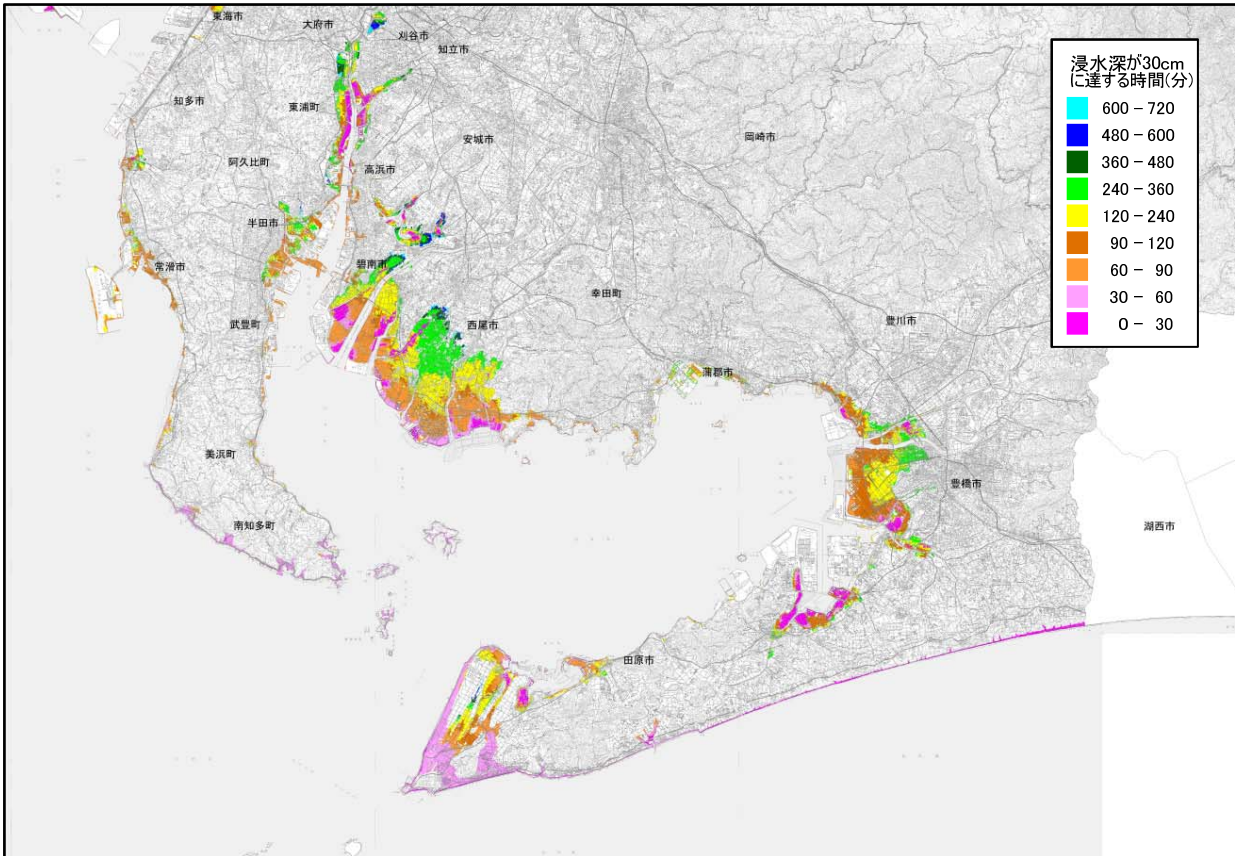 東海市
大府市
刈谷市
知立市
知多市
東浦町
安城市
岡崎市
阿久比町
高浜市
半田市
碧南市
常滑市
幸田町
武豊町
西尾市
豊川市
蒲郡市
美浜町
豊橋市
南知多町
湖西市
田原市
浸水深が30cm
に達する時間(分)
600 - 720
480 - 600
360 - 480
240 - 360
120 - 240
90 - 120
60 - 90
30 - 60
0 - 30